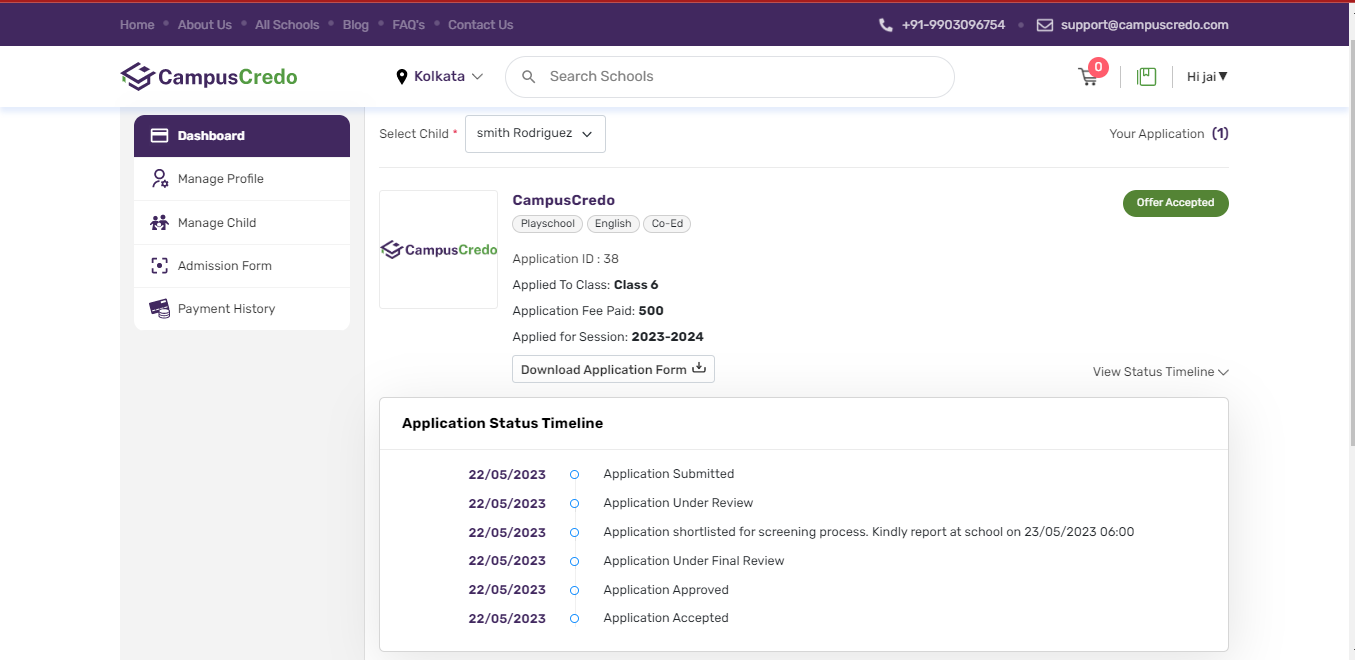 Home • About Us • All Schools • Blog • FAQ's • Contact Us
+91-9903096754 • support@campuscredo.com
CampusCredo
Kolkata
Search Schools
0
Hi jai▼
Dashboard
Manage Profile
Manage Child
Admission Form
Payment History
Select Child * smith Rodriguez
Your Application (1)
CampusCredo
CampusCredo
Offer Accepted
Playschool English Co-Ed
Application ID : 38
Applied To Class: Class 6
Application Fee Paid: 500
Applied for Session: 2023-2024
Download Application Form
View Status Timeline
Application Status Timeline
22/05/2023 Application Submitted
22/05/2023 Application Under Review
22/05/2023 Application shortlisted for screening process. Kindly report at school on 23/05/2023 06:00
22/05/2023 Application Under Final Review
22/05/2023 Application Approved
22/05/2023 Application Accepted